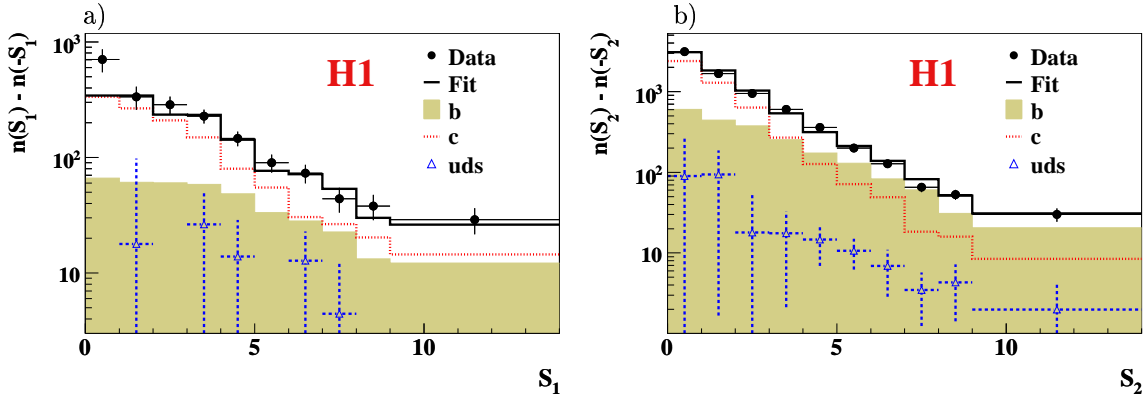 a)
n(S₁) - n(-S₁)
10³
10²
10
H1
Data
Fit
b
c
uds
0 5 10
S₁
b)
n(S₂) - n(-S₂)
10³
10²
10
H1
Data
Fit
b
c
uds
0 5 10
S₂